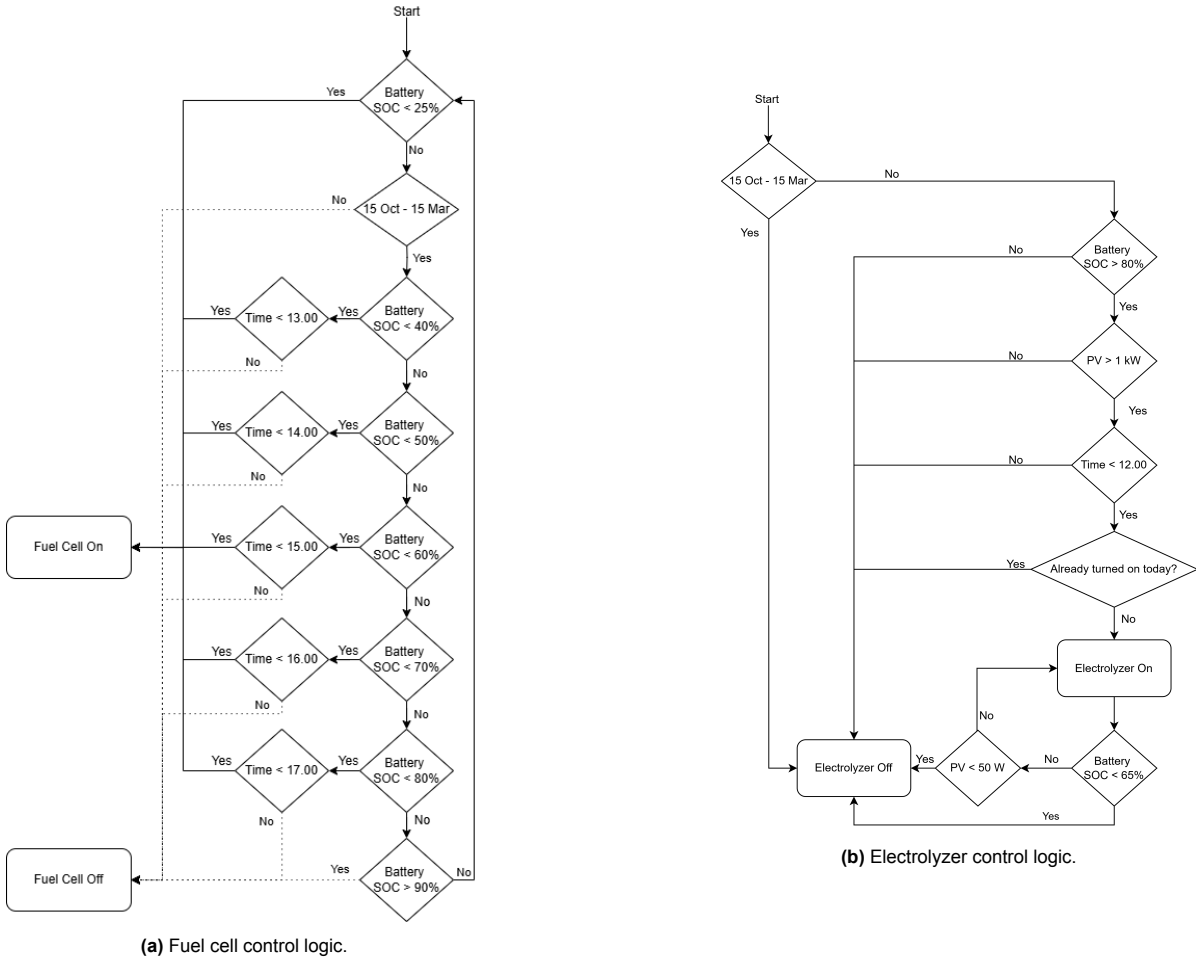 Start
Battery
SOC < 25%
Yes
No
15 Oct - 15 Mar
No
Yes
Battery
SOC < 40%
Yes
Time < 13.00
Yes
No
No
Battery
SOC < 50%
Yes
Time < 14.00
Yes
No
No
Battery
SOC < 60%
Yes
Time < 15.00
Yes
No
No
Fuel Cell On
Battery
SOC < 70%
Yes
Time < 16.00
Yes
No
No
Battery
SOC < 80%
Yes
Time < 17.00
Yes
No
No
Battery
SOC > 90%
Yes
No
Fuel Cell Off
(a) Fuel cell control logic.
Start
15 Oct - 15 Mar
No
Yes
Battery
SOC > 80%
No
Yes
PV > 1 kW
No
Yes
Time < 12.00
No
Yes
Already turned on today?
Yes
No
Electrolyzer On
Battery
SOC < 65%
No
Yes
PV < 50 W
No
Yes
Electrolyzer Off
(b) Electrolyzer control logic.